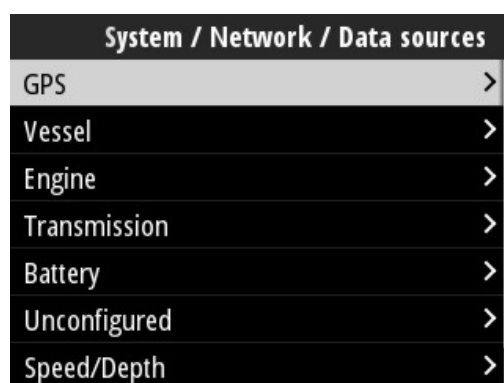 System / Network / Data sources
GPS
Vessel
Engine
Transmission
Battery
Unconfigured
Speed/Depth